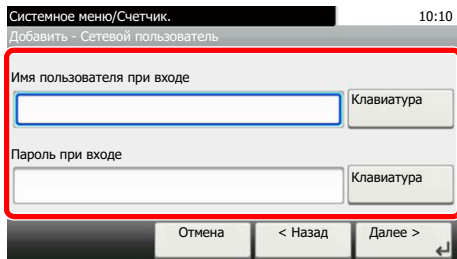 Системное меню/Счетчик. 10:10
Добавить - Сетевой пользователь
Имя пользователя при входе
Клавиатура
Пароль при входе
Клавиатура
Отмена < Назад Далее >